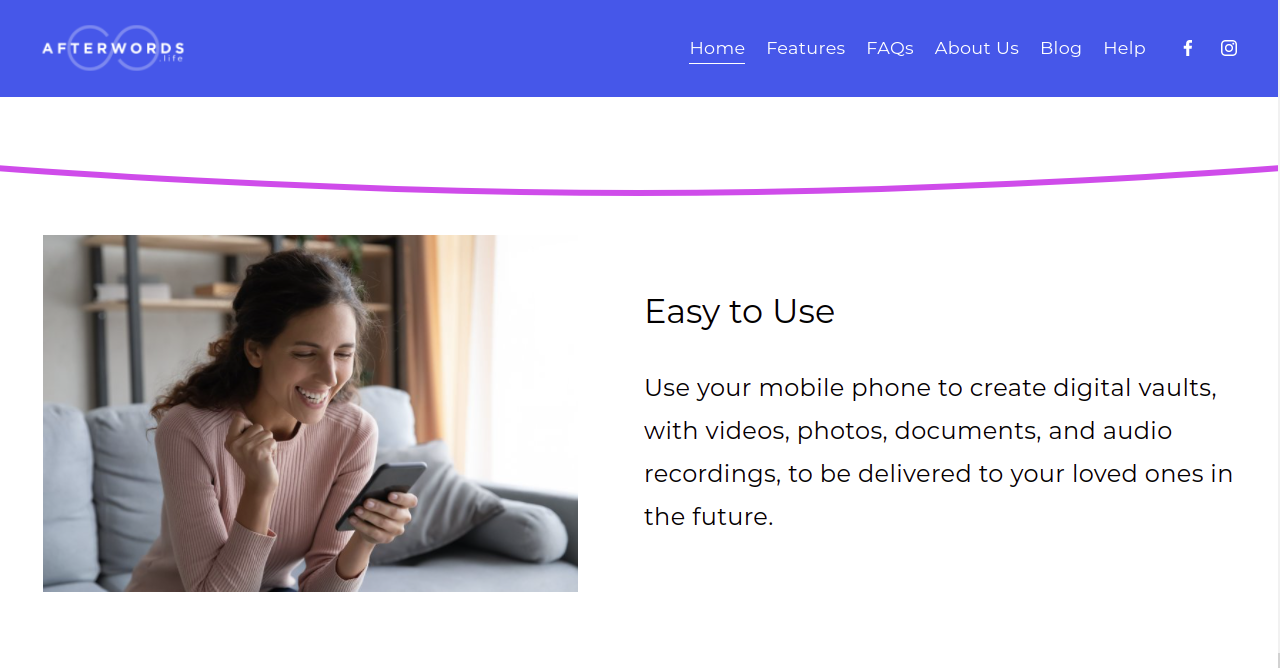 AFTERWORDS
.life
Home Features FAQs About Us Blog Help
Easy to Use
Use your mobile phone to create digital vaults,
with videos, photos, documents, and audio
recordings, to be delivered to your loved ones in
the future.